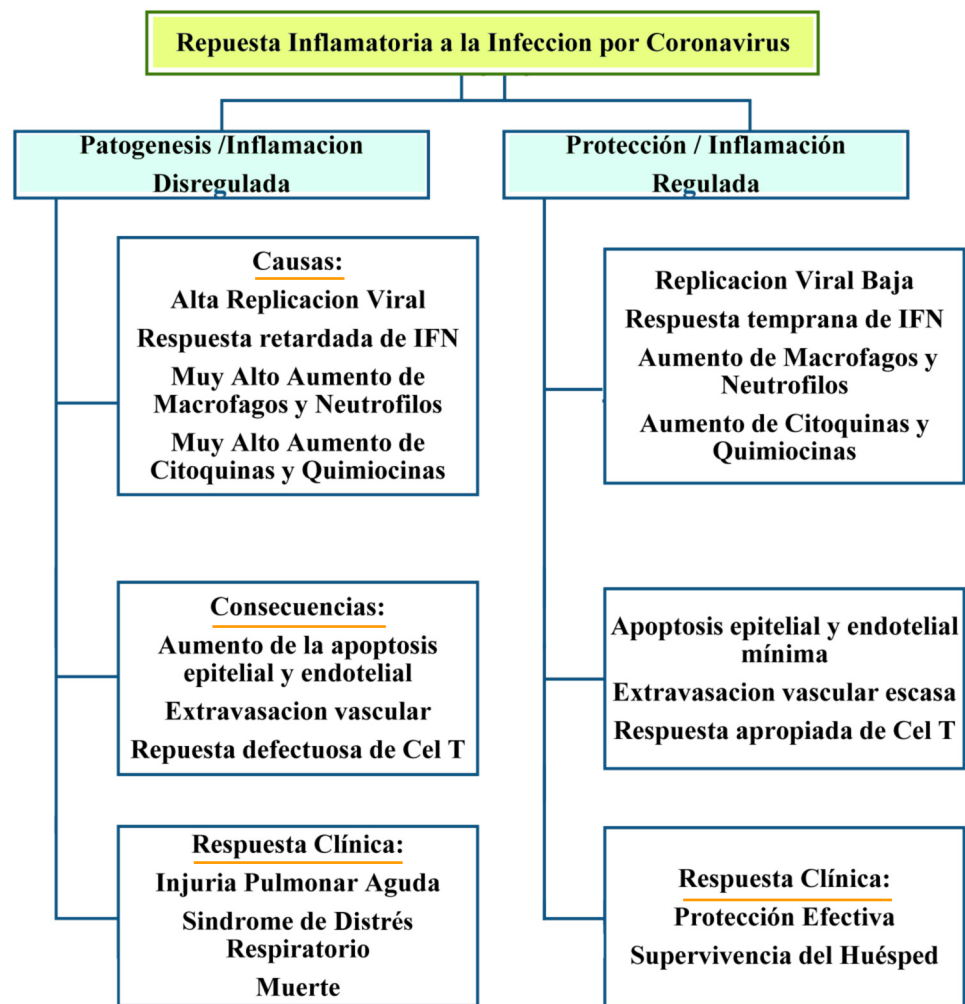 Repuesta Inflamatoria a la Infeccion por Coronavirus
Patogenesis /Inflamacion
Disregulada
Causas:
Alta Replicacion Viral
Respuesta retardada de IFN
Muy Alto Aumento de
Macrofagos y Neutrofilos
Muy Alto Aumento de
Citoquinas y Quimiocinas
Consecuencias:
Aumento de la apoptosis
epitelial y endotelial
Extravasacion vascular
Repuesta defectuosa de Cel T
Respuesta Clínica:
Injuria Pulmonar Aguda
Sindrome de Distrés
Respiratorio
Muerte
Protección / Inflamación
Regulada
Replicacion Viral Baja
Respuesta temprana de IFN
Aumento de Macrofagos y
Neutrofilos
Aumento de Citoquinas y
Quimiocinas
Apoptosis epitelial y endotelial
mínima
Extravasacion vascular escasa
Respuesta apropiada de Cel T
Respuesta Clínica:
Protección Efectiva
Supervivencia del Huésped